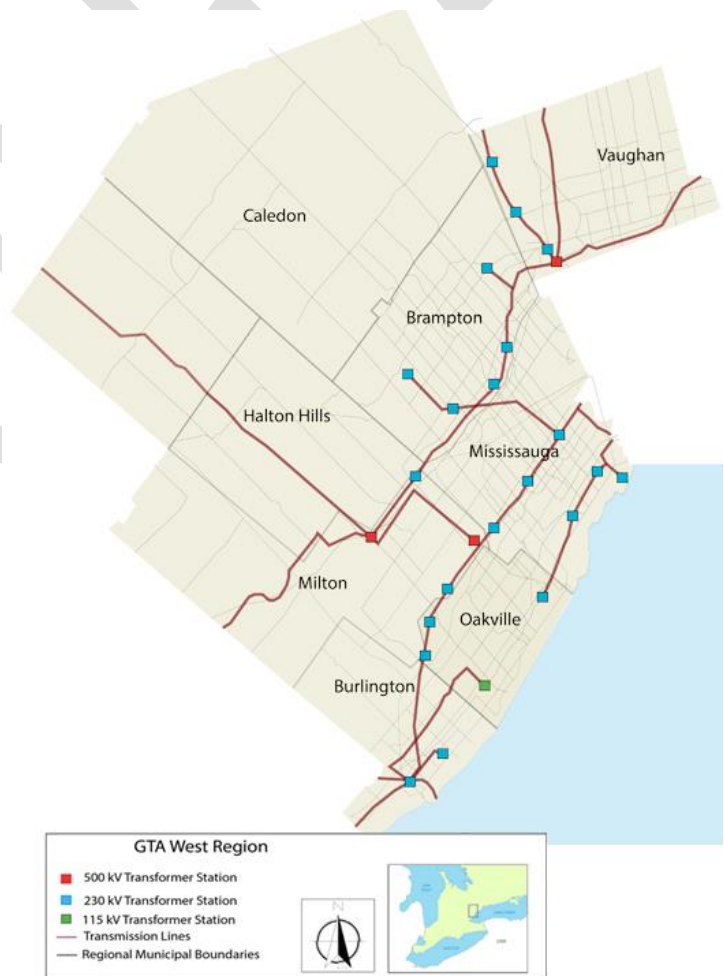 Vaughan
Caledon
Brampton
Halton Hills
Mississauga
Milton
Oakville
Burlington
GTA West Region
500 kV Transformer Station
230 kV Transformer Station
115 kV Transformer Station
Transmission Lines
Regional Municipal Boundaries